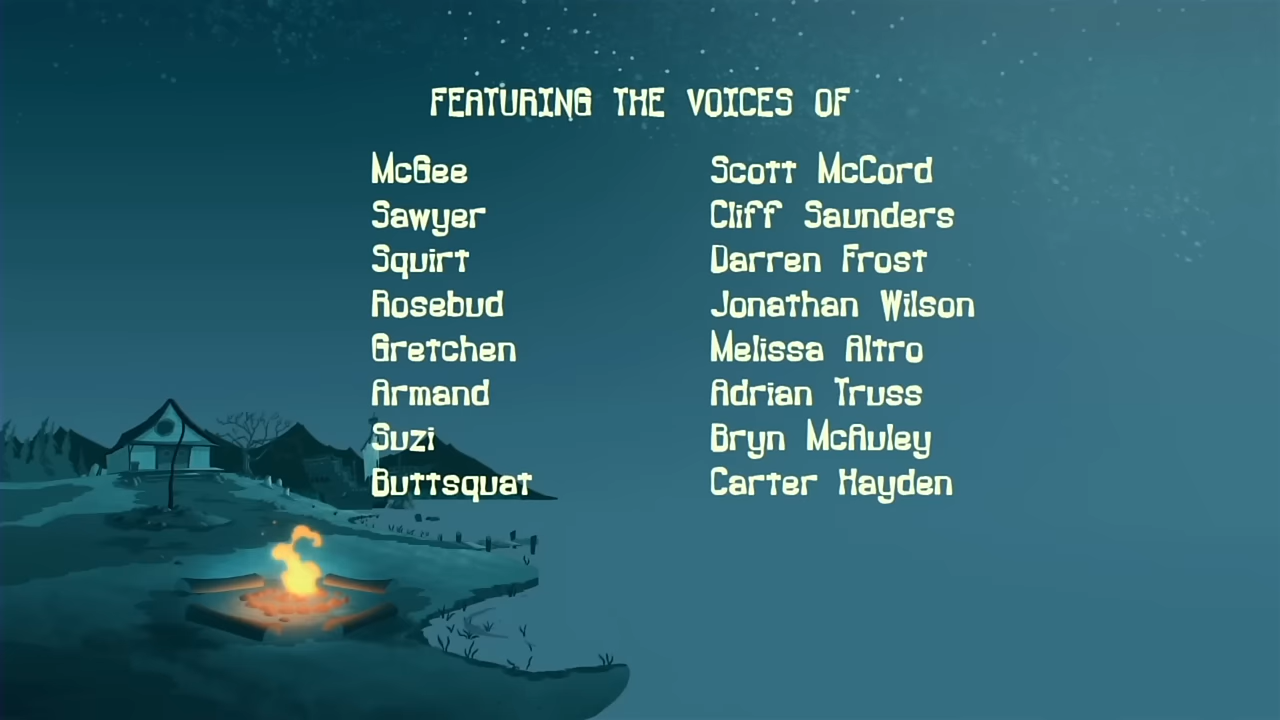 FEATURING THE VOICES OF
McGee Scott McCord
Sawyer Cliff Saunders
Squirt Darren Frost
Rosebud Jonathan Wilson
Gretchen Melissa Altro
Armand Adrian Truss
Suzi Bryn McAuley
Buttsquat Carter Hayden